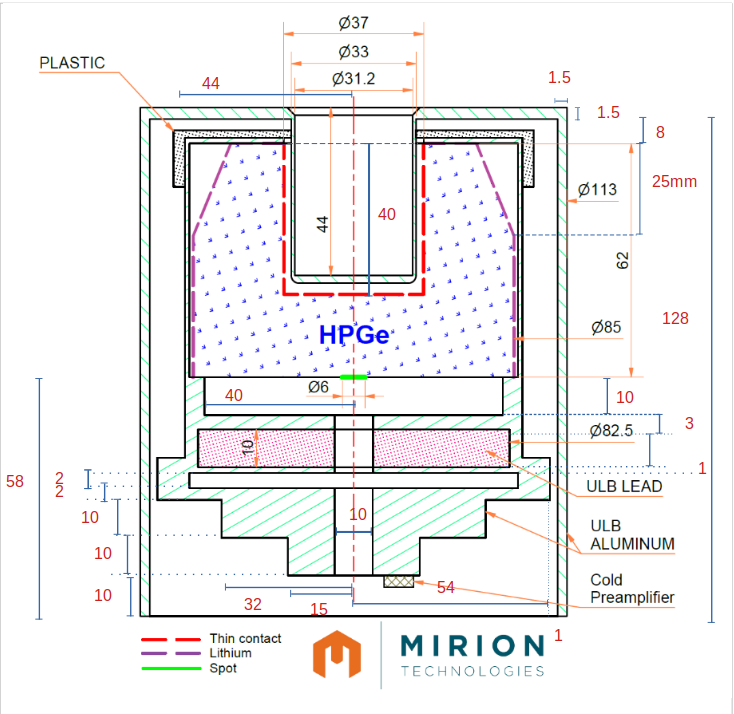 Ø37
Ø33
Ø31.2
PLASTIC
44
1.5
1.5
8
25mm
Ø113
40
44
62
HPGe
128
Ø85
40
Ø6
10
3
Ø82.5
10
1
58
2
2
ULB LEAD
10
10
ULB
ALUMINUM
10
10
Cold
Preamplifier
54
32
15
1
Thin contact
Lithium
Spot
MIRION
TECHNOLOGIES